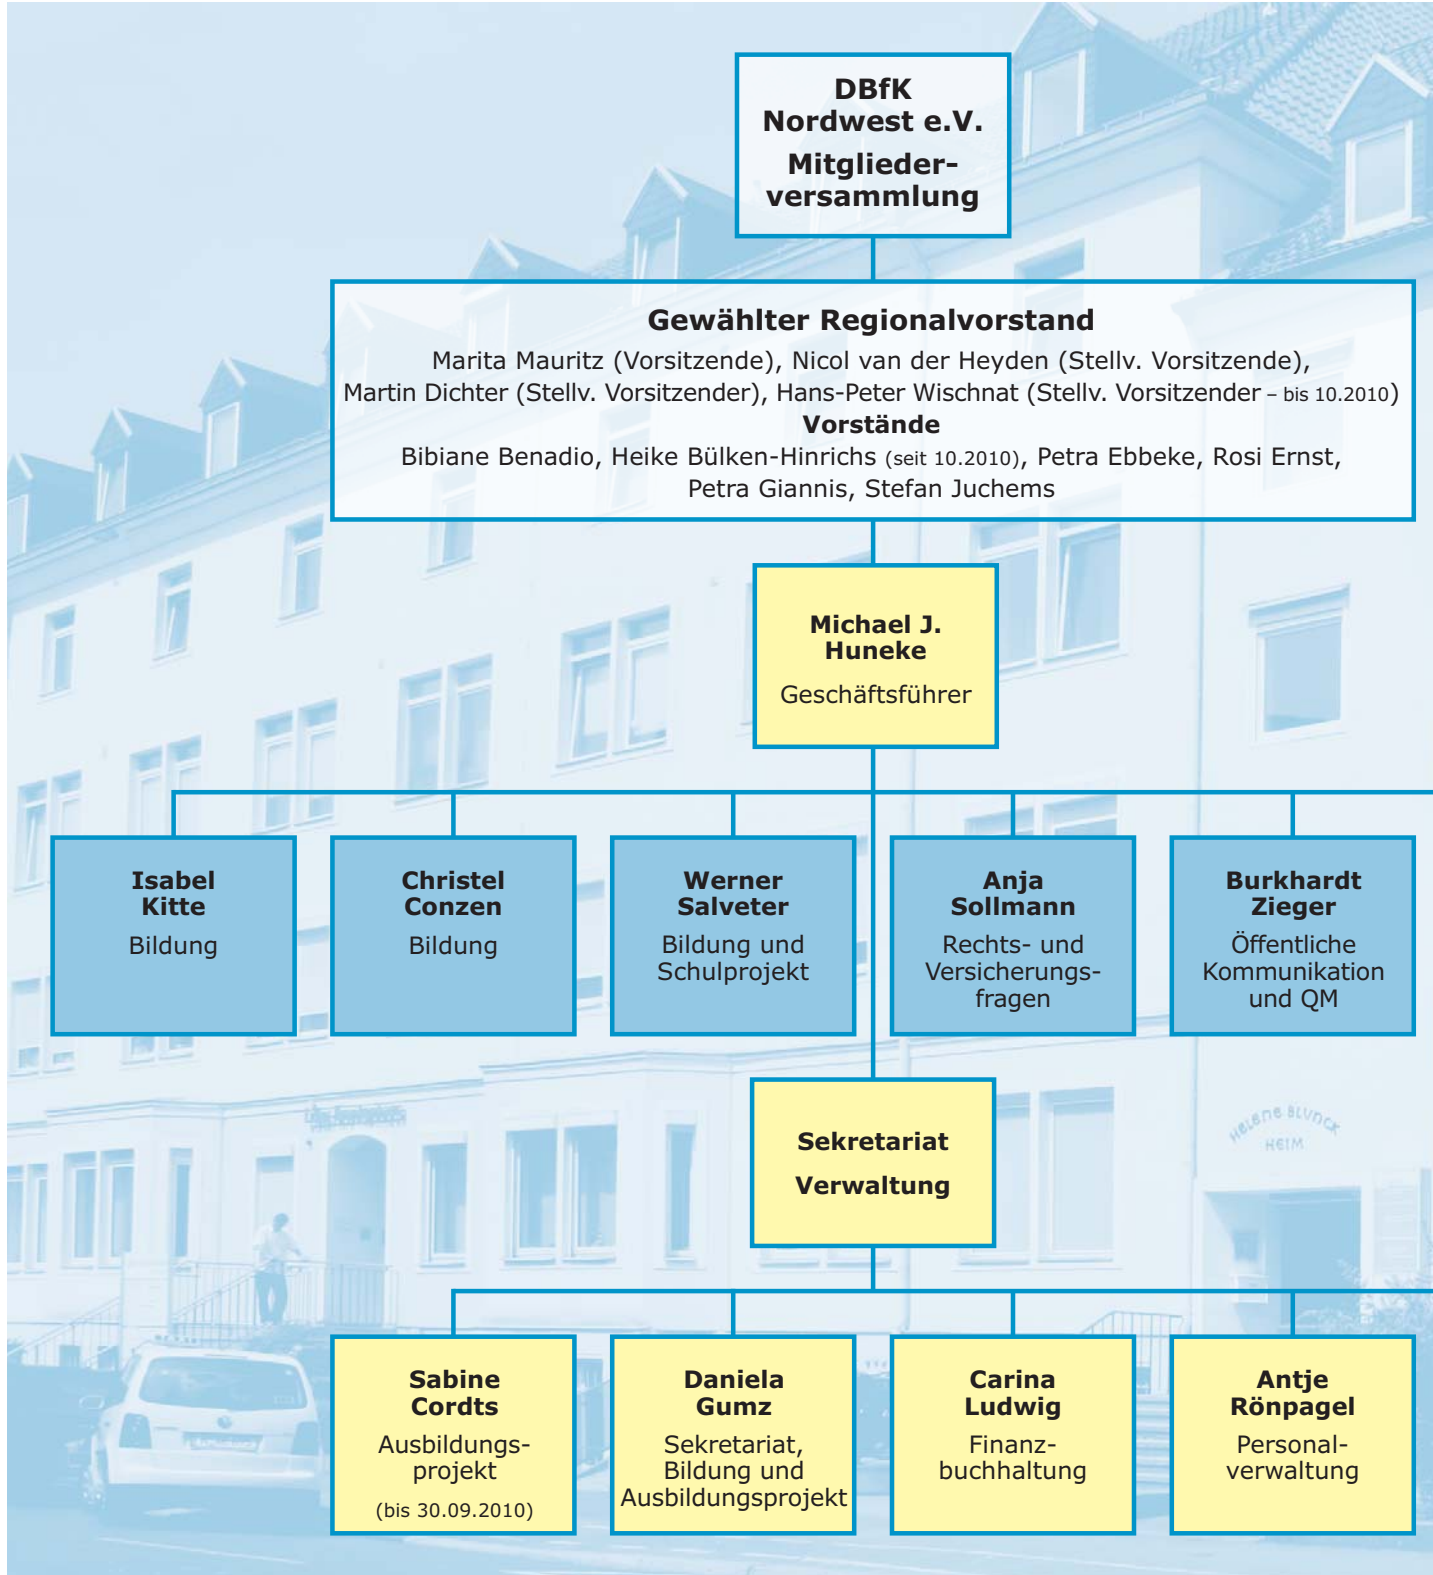 DBfK
Nordwest e.V.
Mitglieder-
versammlung
Gewählter Regionalvorstand
Marita Mauritz (Vorsitzende), Nicol van der Heyden (Stellv. Vorsitzende),
Martin Dichter (Stellv. Vorsitzender), Hans-Peter Wischnat (Stellv. Vorsitzender – bis 10.2010)
Vorstände
Bibiane Benadio, Heike Bülken-Hinrichs (seit 10.2010), Petra Ebbeke, Rosi Ernst,
Petra Giannis, Stefan Juchems
Michael J.
Huneke
Geschäftsführer
Isabel
Kitte
Bildung
Christel
Conzen
Bildung
Werner
Salveter
Bildung und
Schulprojekt
Anja
Sollmann
Rechts- und
Versicherungs-
fragen
Burkhardt
Zieger
Öffentliche
Kommunikation
und QM
HELENE BLUNCK
HEIM
Sekretariat
Verwaltung
Sabine
Cordts
Ausbildungs-
projekt
(bis 30.09.2010)
Daniela
Gumz
Sekretariat,
Bildung und
Ausbildungsprojekt
Carina
Ludwig
Finanz-
buchhaltung
Antje
Rönpagel
Personal-
verwaltung